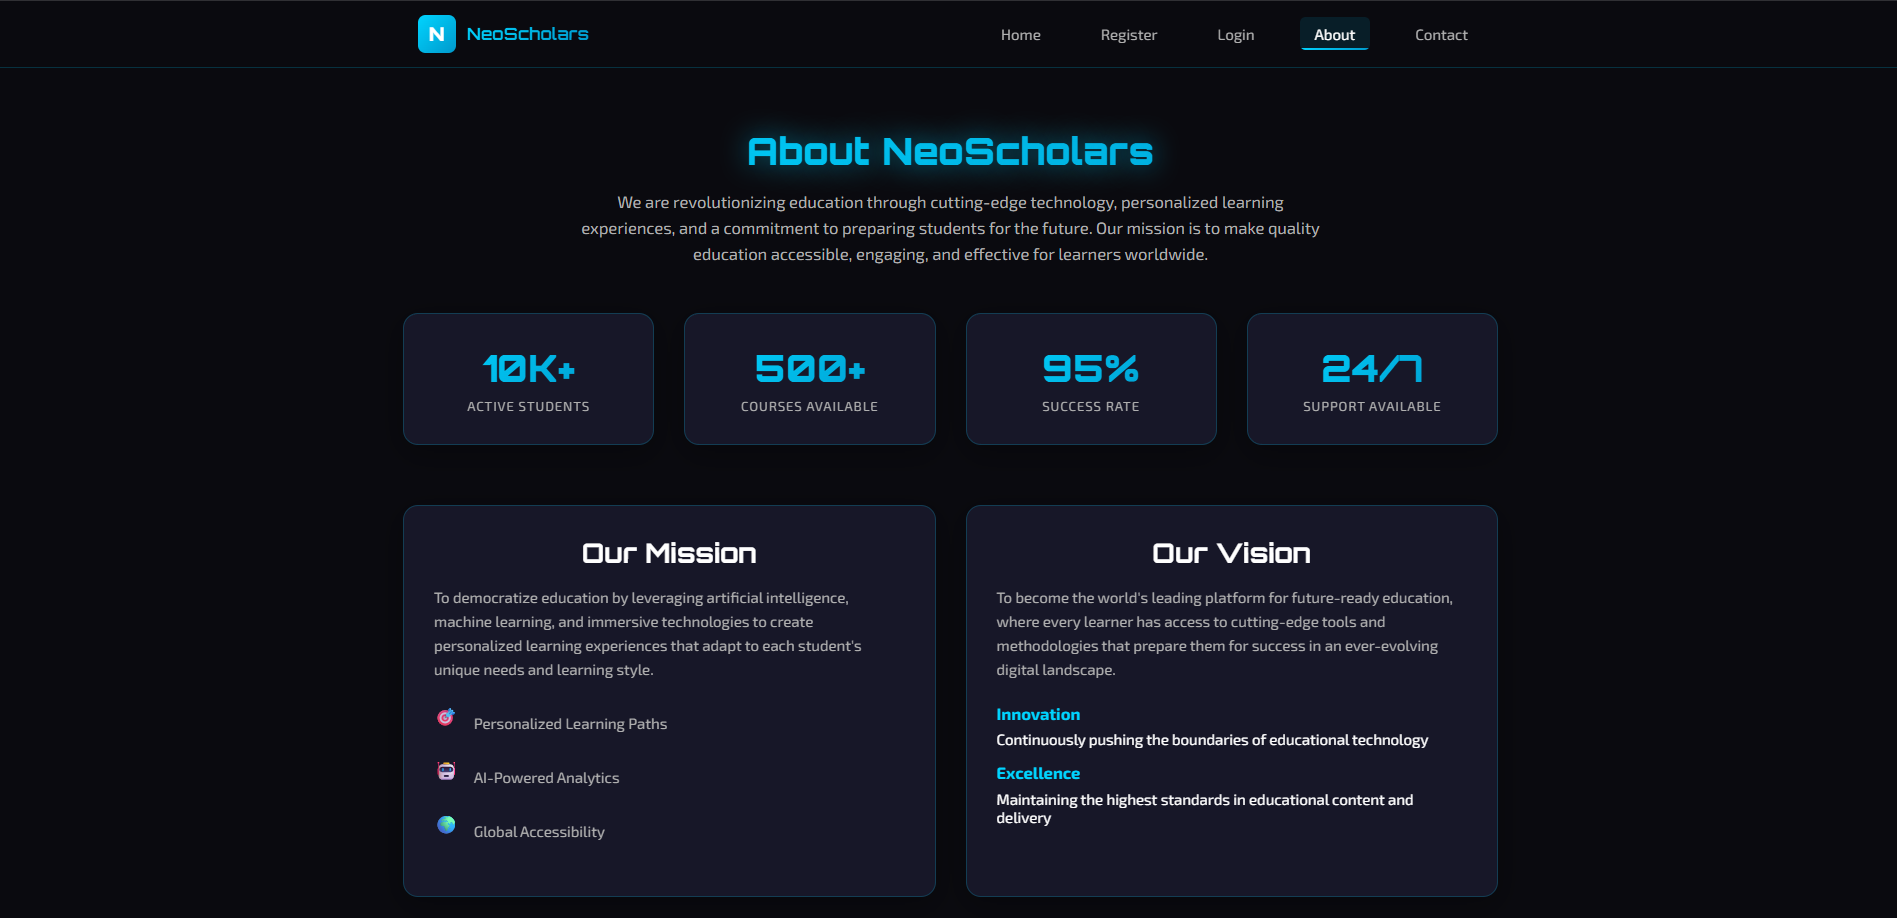 N NeoScholars Home Register Login About Contact
About NeoScholars
We are revolutionizing education through cutting-edge technology, personalized learning
experiences, and a commitment to preparing students for the future. Our mission is to make quality
education accessible, engaging, and effective for learners worldwide.
10K+
ACTIVE STUDENTS
500+
COURSES AVAILABLE
95%
SUCCESS RATE
24/7
SUPPORT AVAILABLE
Our Mission
To democratize education by leveraging artificial intelligence,
machine learning, and immersive technologies to create
personalized learning experiences that adapt to each student's
unique needs and learning style.
Personalized Learning Paths
AI-Powered Analytics
Global Accessibility
Our Vision
To become the world's leading platform for future-ready education,
where every learner has access to cutting-edge tools and
methodologies that prepare them for success in an ever-evolving
digital landscape.
Innovation
Continuously pushing the boundaries of educational technology
Excellence
Maintaining the highest standards in educational content and
delivery